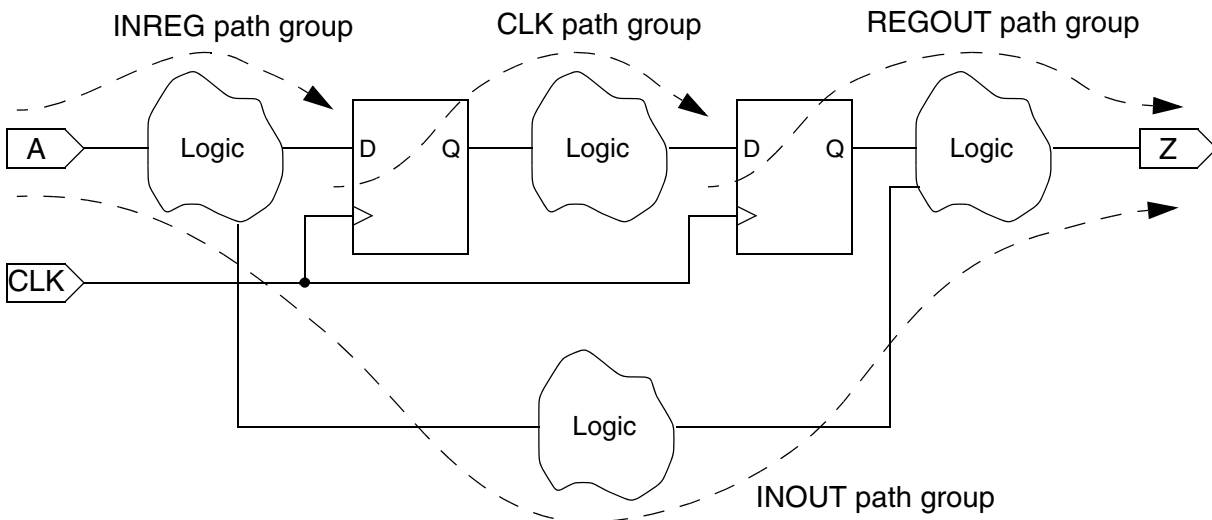 INREG path group
CLK path group
REGOUT path group
A
Logic
D
Q
Logic
D
Q
Logic
Z
CLK
Logic
INOUT path group